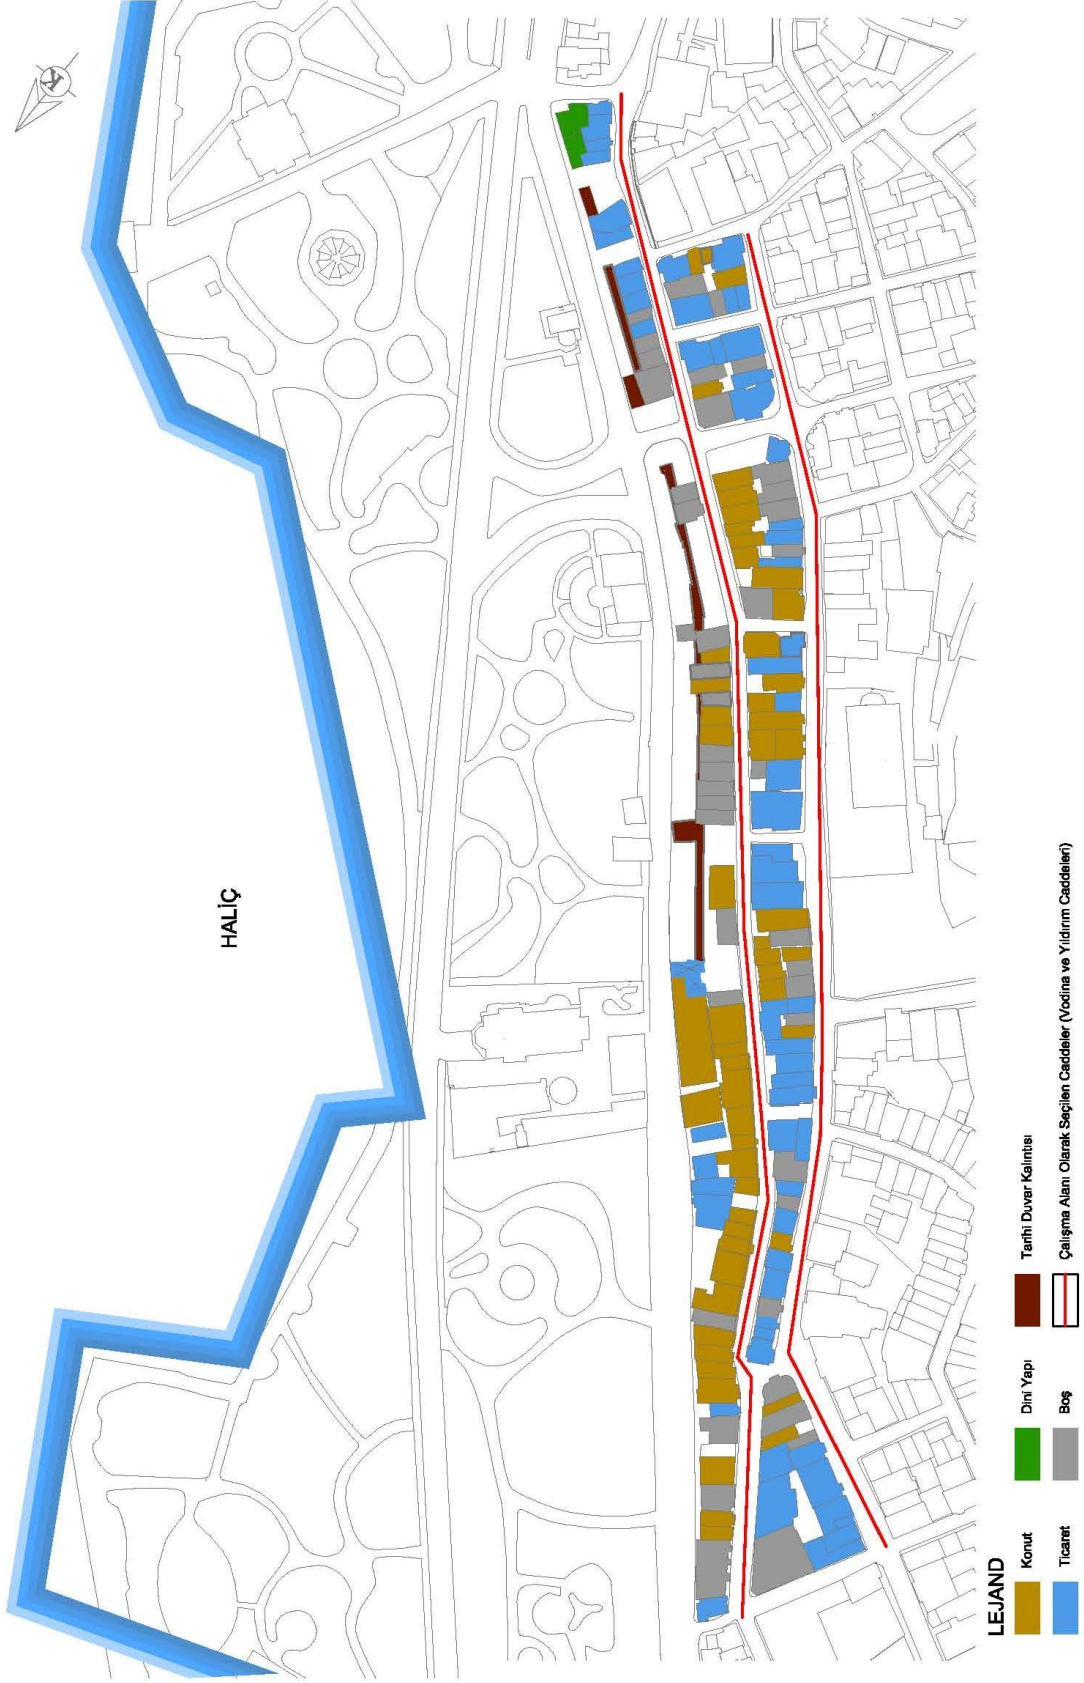 K
HALİÇ
LEJAND
Konut
Dini Yapı
Tarihi Duvar Kalıntısı
Ticaret
Boş
Çalışma Alanı Olarak Seçilen Caddeler (Vodina ve Yıldırım Caddeleri)